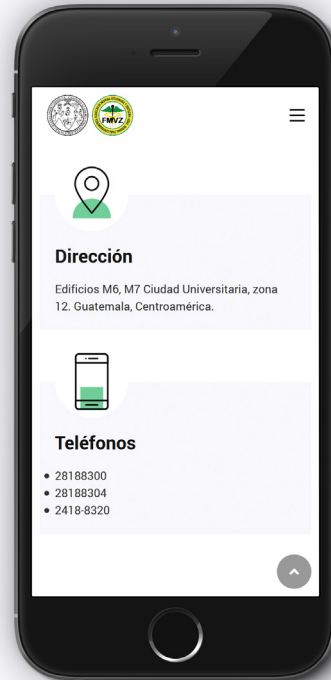 FMVZ
Dirección
Edificios M6, M7 Ciudad Universitaria, zona
12. Guatemala, Centroamérica.
Teléfonos
28188300
28188304
2418-8320